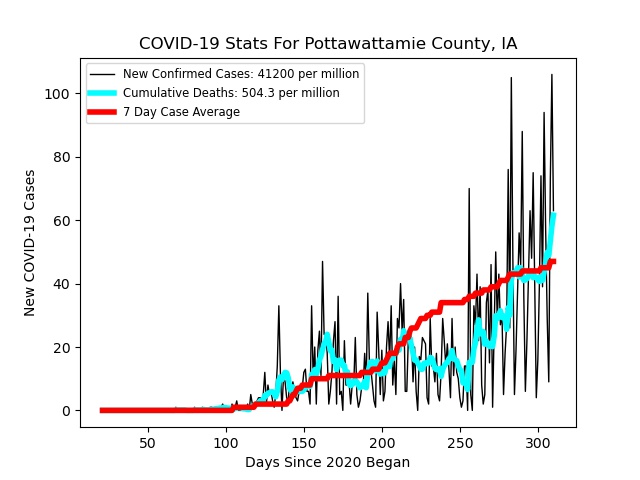 COVID-19 Stats For Pottawattamie County, IA
New Confirmed Cases: 41200 per million
Cumulative Deaths: 504.3 per million
7 Day Case Average
New COVID-19 Cases
100
80
60
40
20
0
50 100 150 200 250 300
Days Since 2020 Began